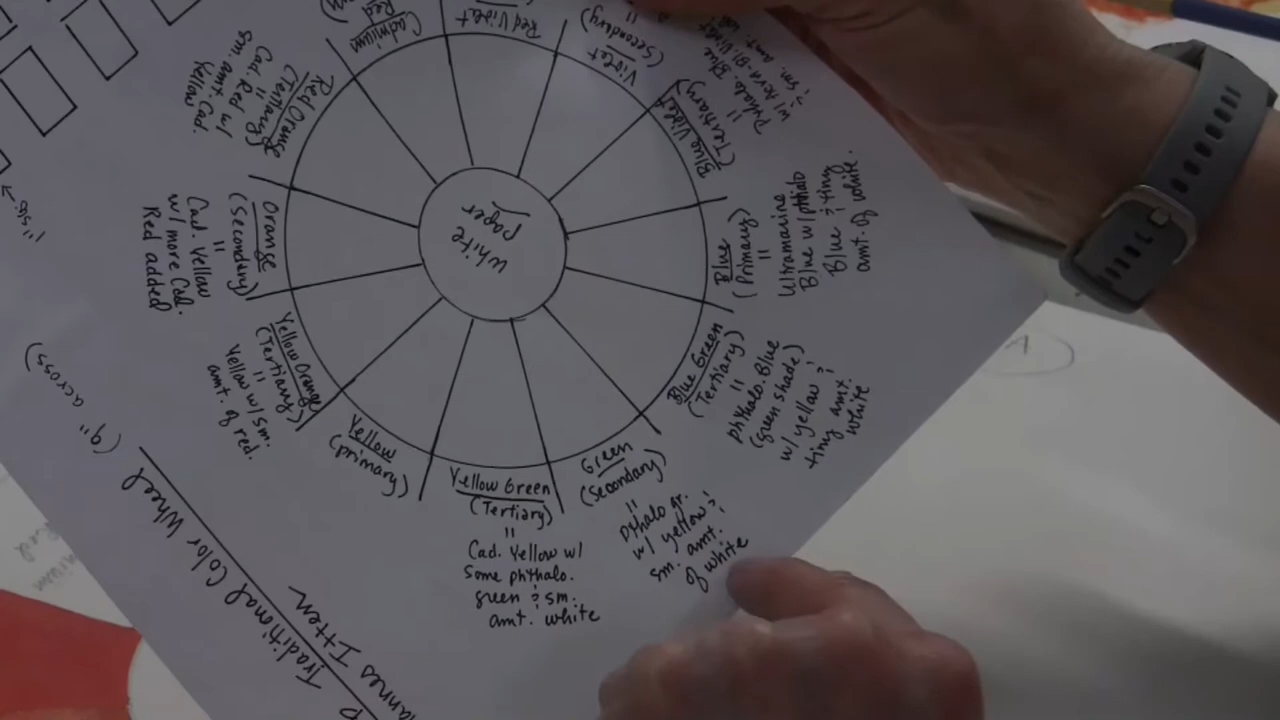 Cadmium
Red
Red Violet
Violet
(Secondary)
=
Blue Violet
(Tertiary)
=
Phthalo. Blue
Blue
(Primary)
=
Ultramarine
Blue w/ phthalo
Blue & tiny
amt. of white
Blue Green
(Tertiary)
=
phthalo. Blue
(green shade)
w/ yellow &
tiny amt.
white
Green
(Secondary)
=
pthalo gr.
w/ yellow &
sm. amt.
of white
Yellow Green
(Tertiary)
=
Cad. Yellow w/
some phthalo.
green & sm.
amt. white
Yellow
(primary)
Yellow Orange
(Tertiary)
=
Yellow w/ sm.
amt. of red.
Orange
(Secondary)
=
Cad. Yellow
w/ more Cad.
Red added
Red Orange
(Tertiary)
=
Cad. Red w/
sm. amt. Cad.
Yellow
White
paper
(9" across)
Traditional Color Wheel
Itten